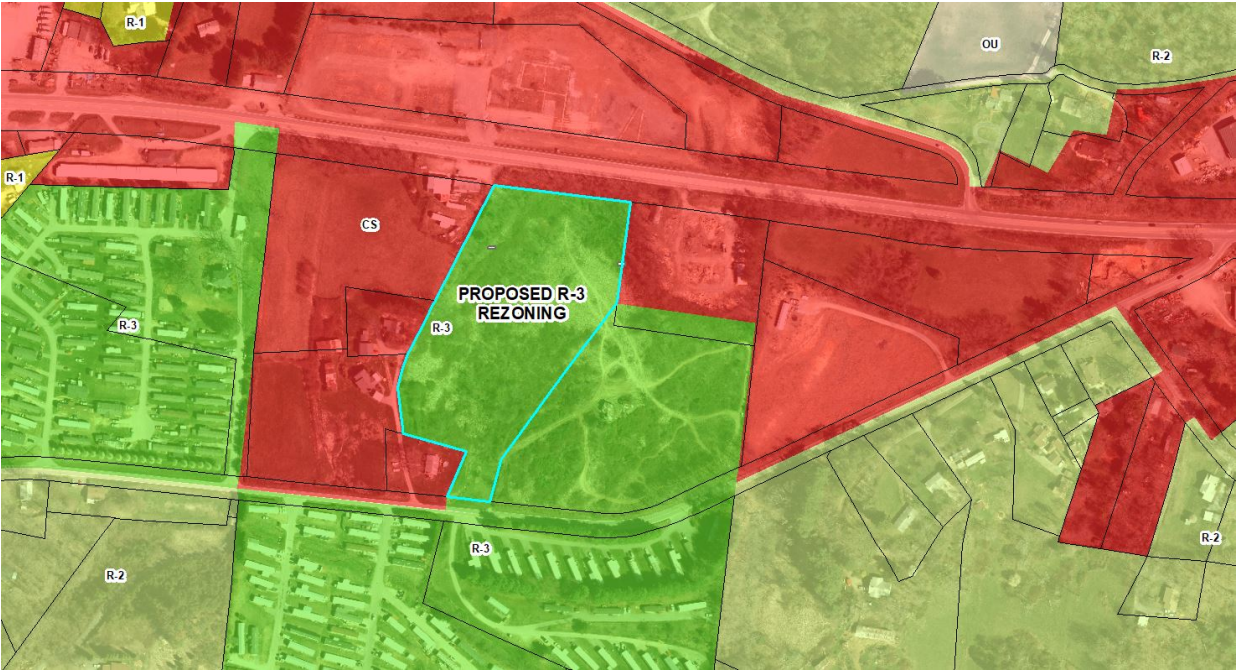 R-1
OU
R-2
R-1
CS
PROPOSED R-3
REZONING
R-3
R-3
R-3
R-2
R-2